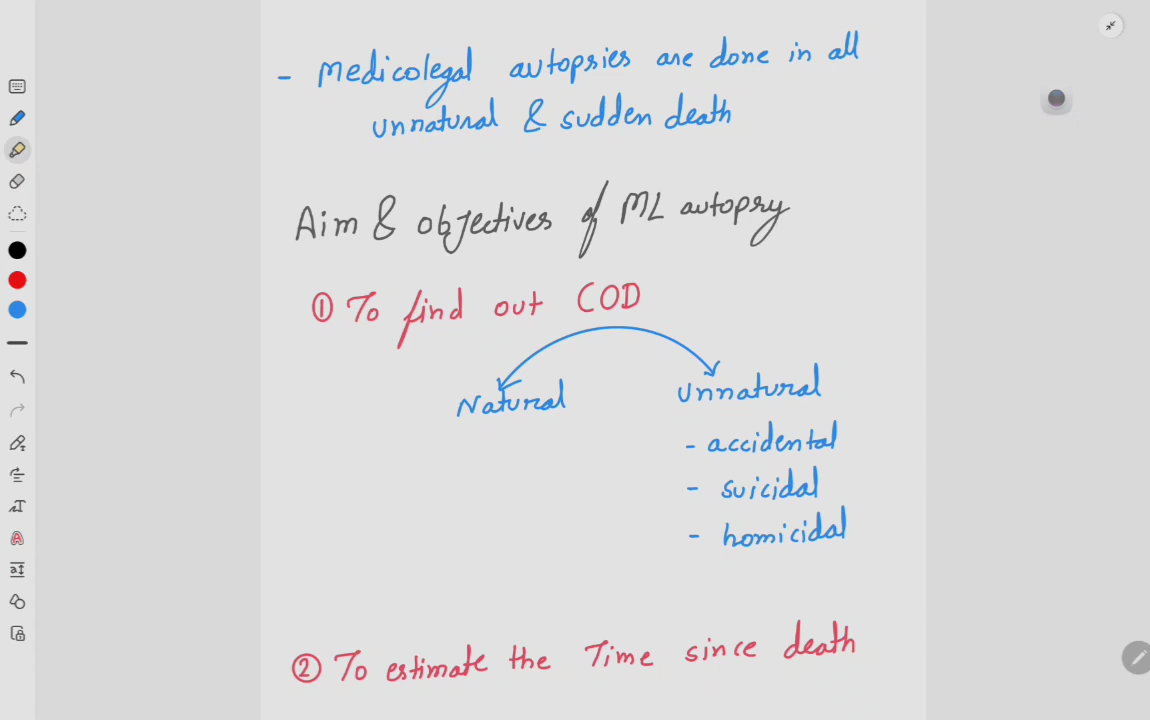 - Medicolegal autopsies are done in all
unnatural & sudden death
Aim & objectives of ML autopsy
① To find out COD
Natural
Unnatural
- accidental
- suicidal
- homicidal
② To estimate the Time since death